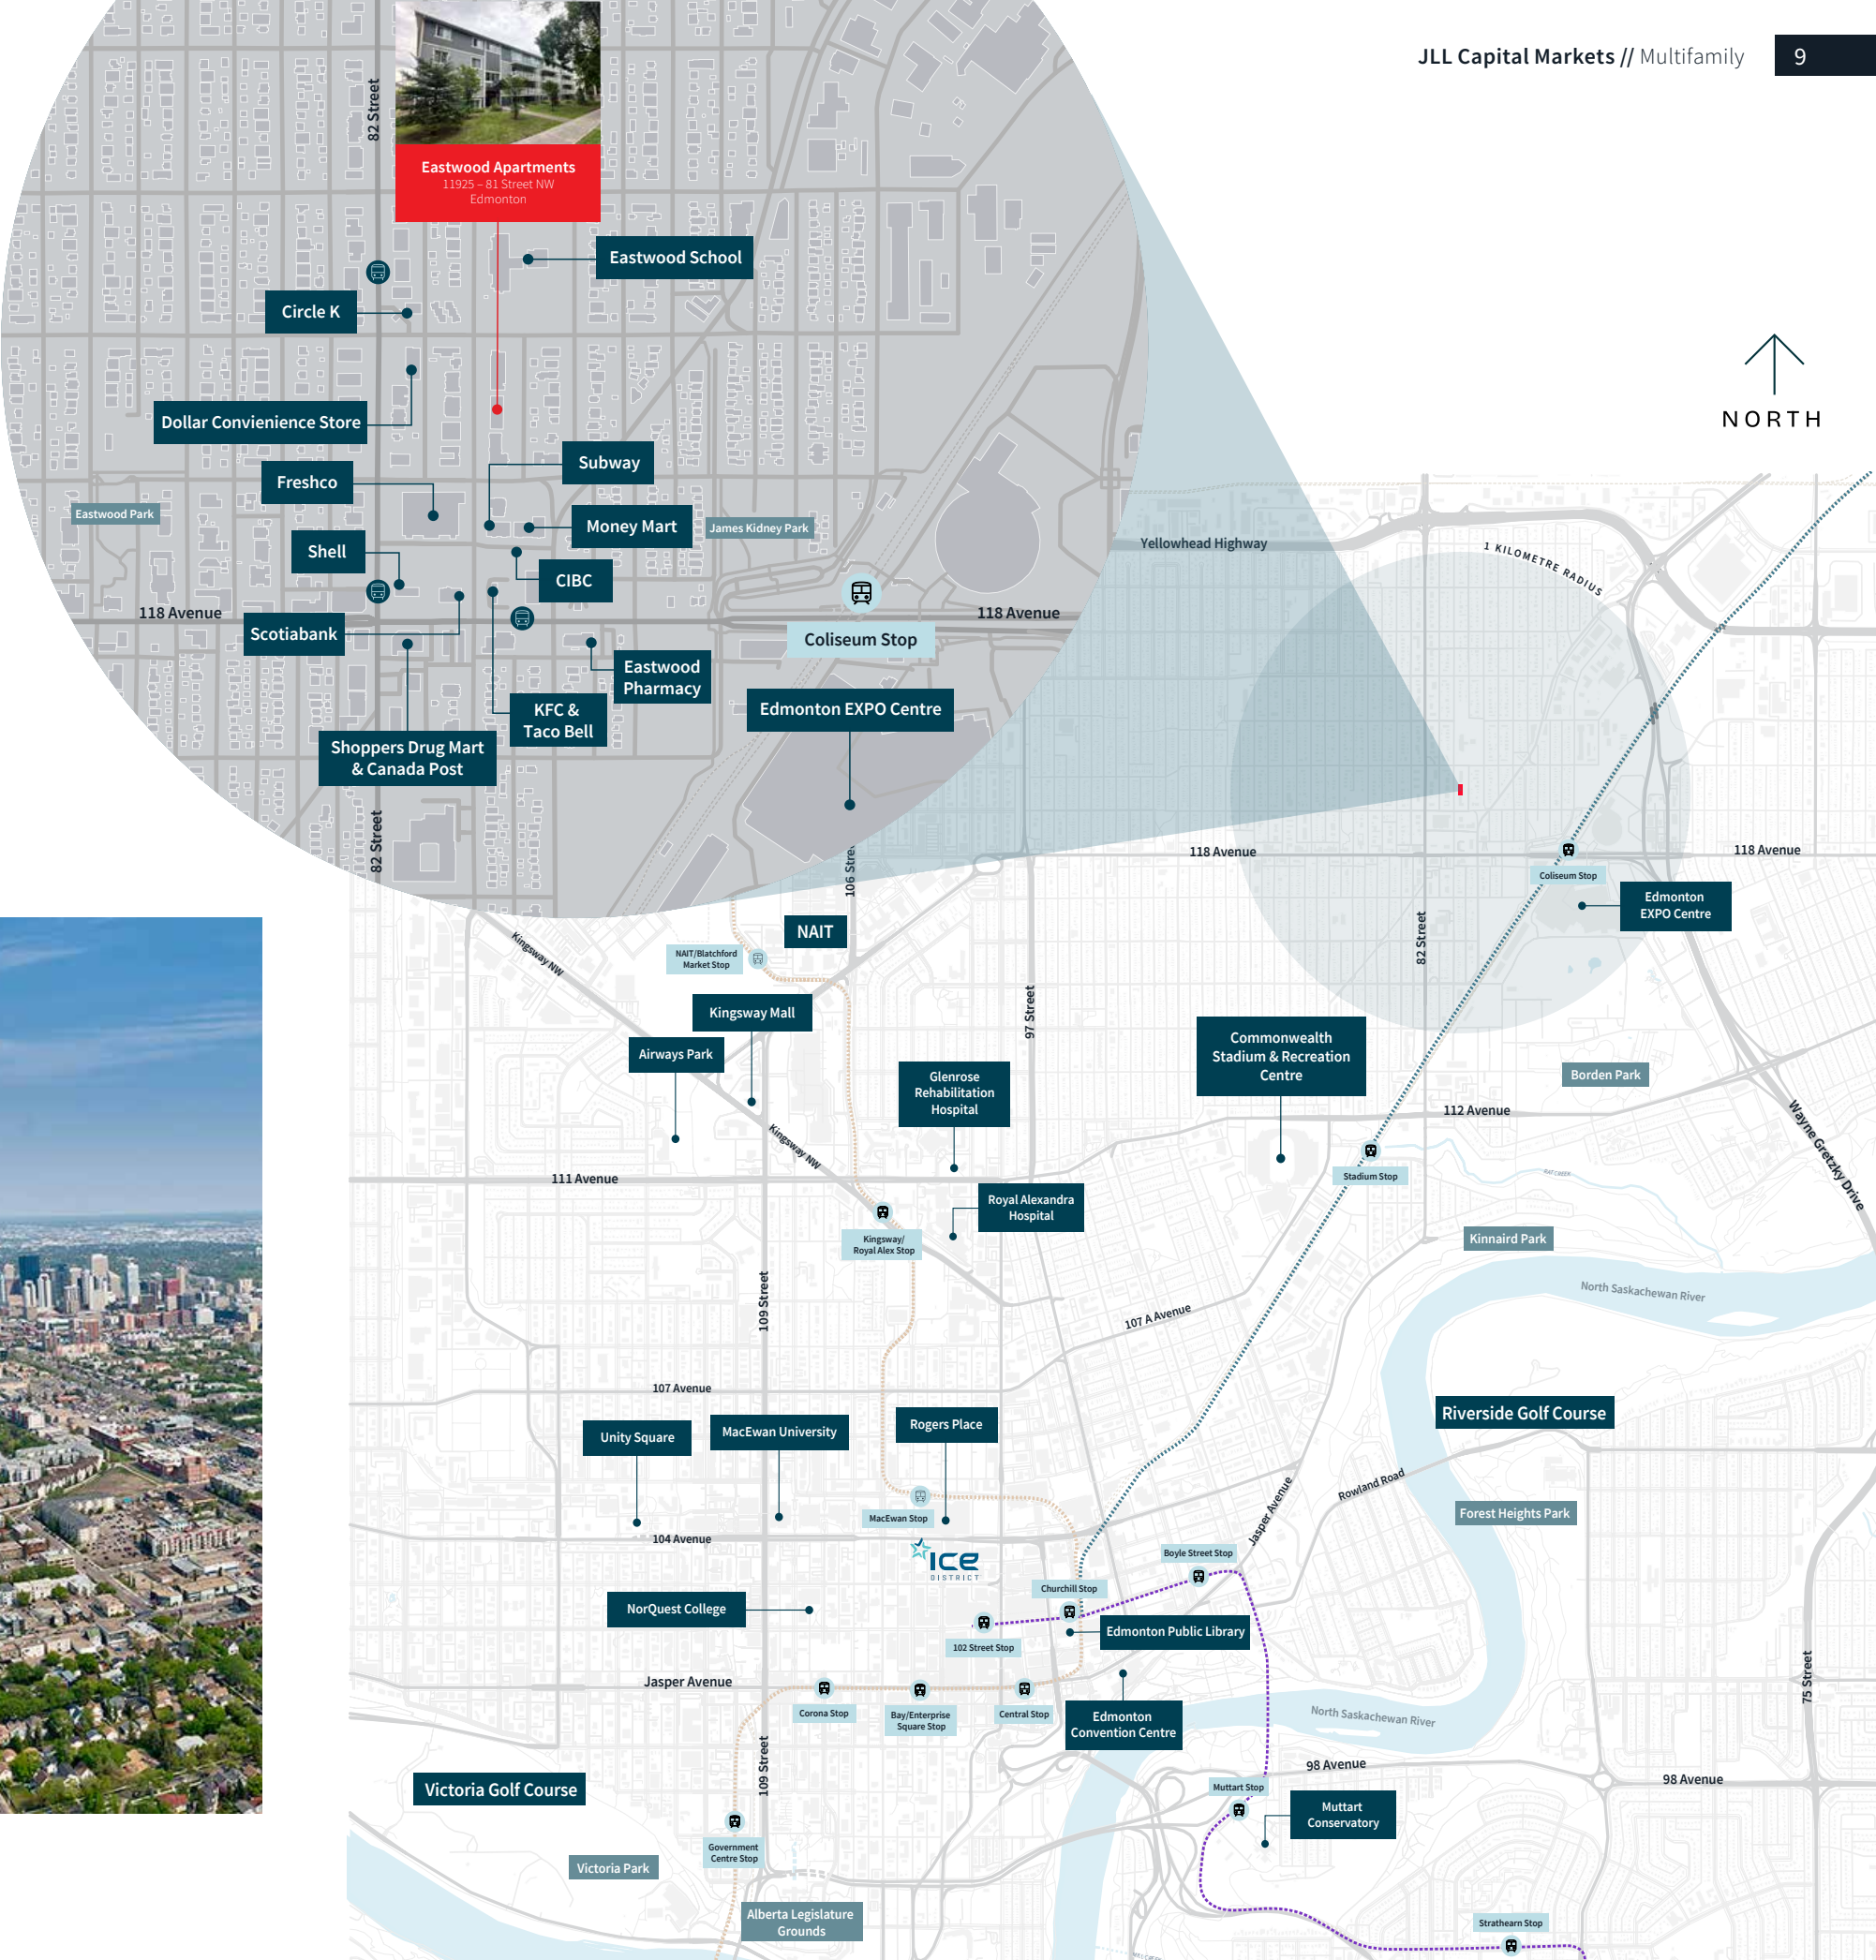 JLL Capital Markets // Multifamily
9
82 Street
Eastwood Apartments
11925 – 81 Street NW
Edmonton
Eastwood School
Circle K
Dollar Convienience Store
Subway
Freshco
Eastwood Park
Money Mart
James Kidney Park
Shell
CIBC
118 Avenue
118 Avenue
Scotiabank
Coliseum Stop
Eastwood
Pharmacy
KFC &
Taco Bell
Edmonton EXPO Centre
Shoppers Drug Mart
& Canada Post
82 Street
NORTH
Yellowhead Highway
1 KILOMETRE RADIUS
118 Avenue
118 Avenue
Coliseum Stop
Edmonton
EXPO Centre
82 Street
106 Stree
NAIT
NAIT/Blatchford
Market Stop
Kingsway NW
97 Street
Kingsway Mall
Airways Park
Commonwealth
Stadium & Recreation
Centre
Glenrose
Rehabilitation
Hospital
Borden Park
112 Avenue
Wayne Gretzky Drive
Kingsway NW
111 Avenue
Stadium Stop
RAT CREEK
Royal Alexandra
Hospital
Kingsway/
Royal Alex Stop
Kinnaird Park
North Saskachewan River
109 Street
107 A Avenue
107 Avenue
Riverside Golf Course
Unity Square
MacEwan University
Rogers Place
Rowland Road
Jasper Avenue
Forest Heights Park
MacEwan Stop
104 Avenue
ICE
DISTRICT
Boyle Street Stop
Churchill Stop
NorQuest College
102 Street Stop
Edmonton Public Library
75 Street
Jasper Avenue
Corona Stop
Bay/Enterprise
Square Stop
Central Stop
Edmonton
Convention Centre
North Saskachewan River
109 Street
98 Avenue
98 Avenue
Victoria Golf Course
Muttart Stop
Muttart
Conservatory
Government
Centre Stop
Victoria Park
Alberta Legislature
Grounds
Strathearn Stop